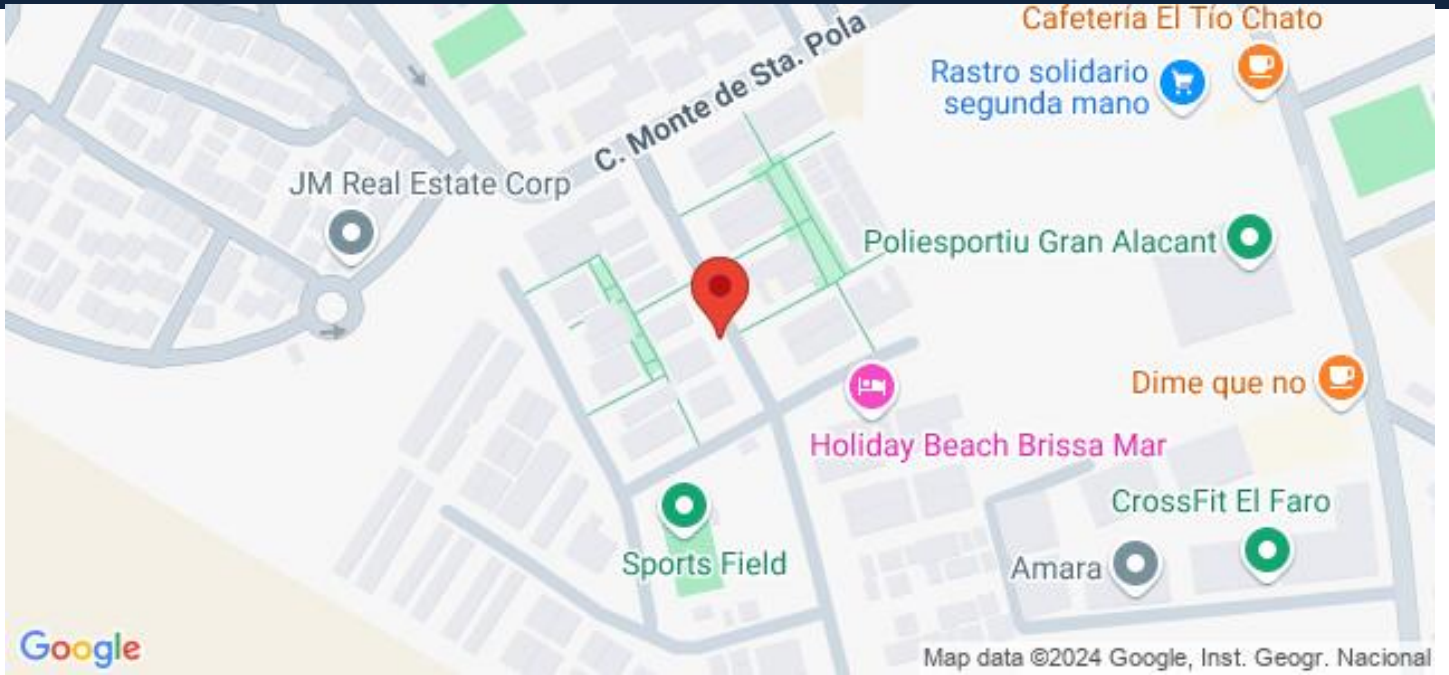 Cafetería El Tío Chato
Rastro solidario
segunda mano
C. Monte de Sta. Pola
JM Real Estate Corp
Poliesportiu Gran Alacant
Dime que no
Holiday Beach Brissa Mar
CrossFit El Faro
Sports Field
Amara
Google
Map data ©2024 Google, Inst. Geogr. Nacional